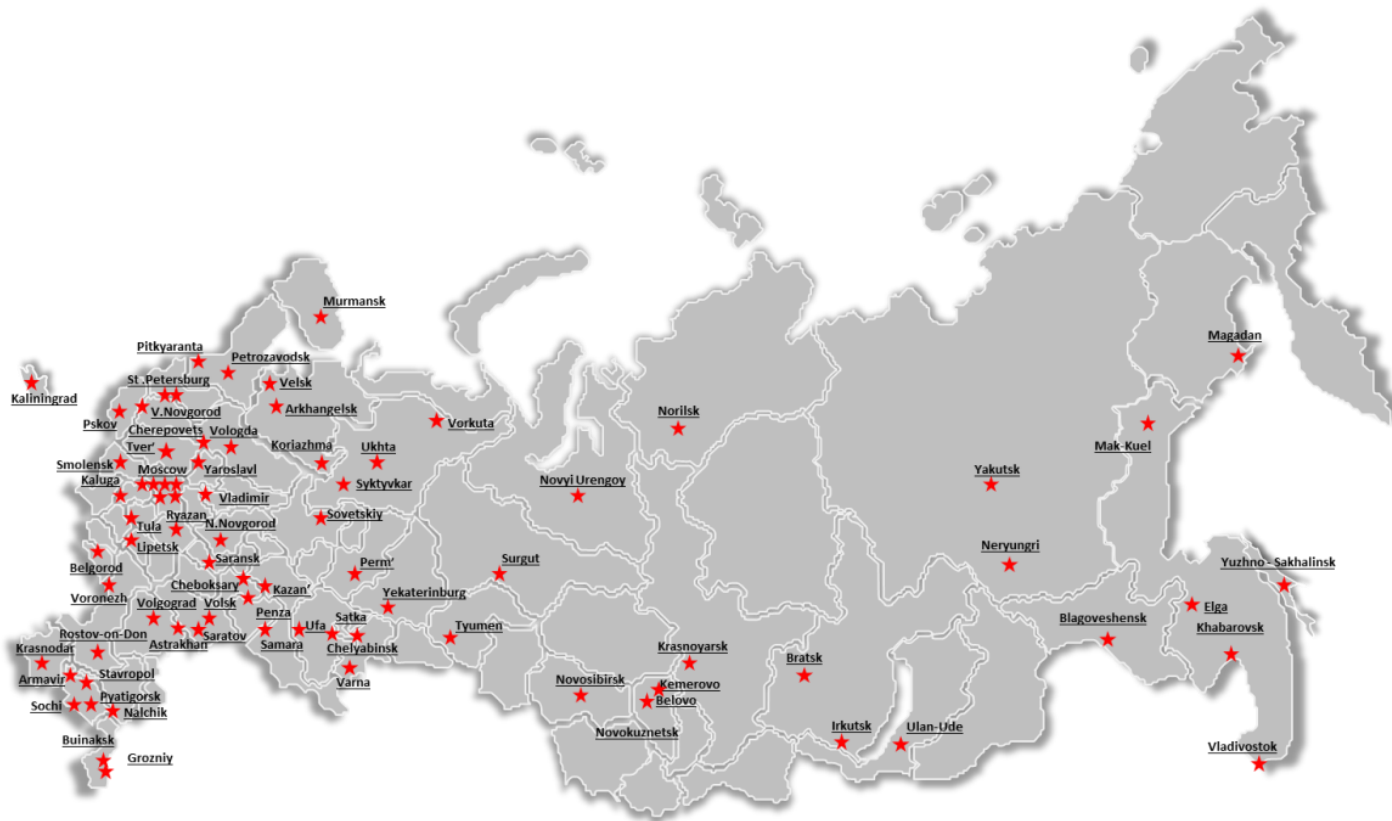 Murmansk
Pitkyaranta
Petrozavodsk
Magadan
St .Petersburg
Velsk
Kaliningrad
V.Novgorod
Arkhangelsk
Norilsk
Mak-Kuel
Pskov
Vorkuta
Cherepovets
Vologda
Tver'
Koriazhma
Ukhta
Smolensk
Moscow
Yaroslavl
Yakutsk
Kaluga
Syktyvkar
Novyi Urengoy
Vladimir
Ryazan
Sovetskiy
Tula
N.Novgorod
Lipetsk
Saransk
Surgut
Neryungri
Belgorod
Perm'
Yuzhno - Sakhalinsk
Cheboksary
Kazan'
Voronezh
Yekaterinburg
Volgograd
Volsk
Penza
Satka
Elga
Blagoveshensk
Rostov-on-Don
Saratov
Ufa
Tyumen
Khabarovsk
Astrakhan
Samara
Chelyabinsk
Krasnodar
Krasnoyarsk
Bratsk
Stavropol
Armavir
Varna
Novosibirsk
Kemerovo
Pyatigorsk
Belovo
Sochi
Nalchik
Novokuznetsk
Irkutsk
Ulan-Ude
Buinaksk
Vladivostok
Grozniy